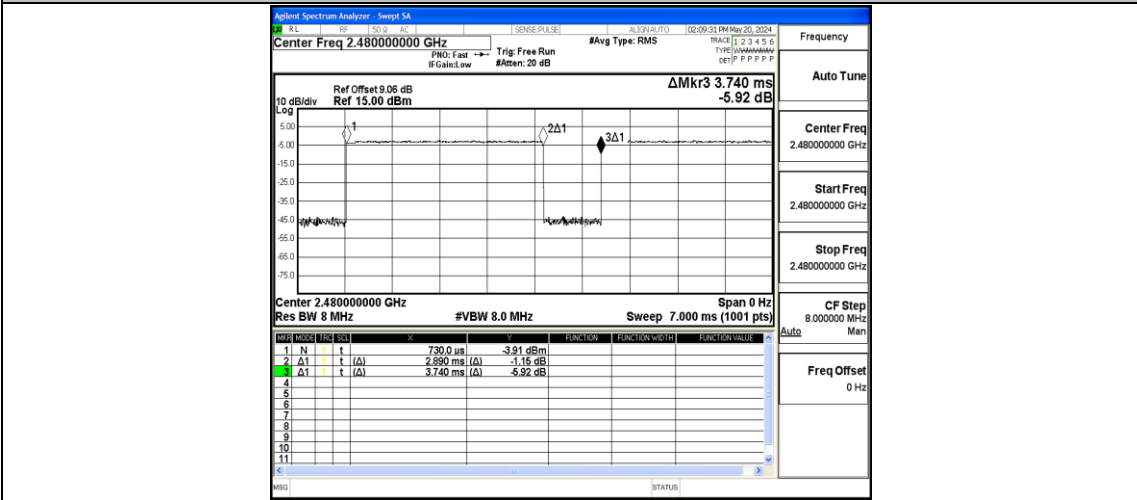 Agilent Spectrum Analyzer - Swept SA
RL RF 50 Ω AC SENSE:PULSE ALIGN AUTO 02:09:31 PM May 20, 2024
Center Freq 2.480000000 GHz #Avg Type: RMS TRACE 1 2 3 4 5 6
PNO: Fast Trig: Free Run TYPE WWWWWW
IFGain:Low #Atten: 20 dB DET P P P P P P
Frequency
Auto Tune
Center Freq
2.480000000 GHz
Start Freq
2.480000000 GHz
Stop Freq
2.480000000 GHz
CF Step
8.000000 MHz
Auto Man
Freq Offset
0 Hz
ΔMkr3 3.740 ms
-5.92 dB
Ref Offset 9.06 dB
10 dB/div Ref 15.00 dBm
Log
5.00
-5.00
-15.0
-25.0
-35.0
-45.0
-55.0
-65.0
-75.0
1
2Δ1
3Δ1
Center 2.480000000 GHz Span 0 Hz
Res BW 8 MHz #VBW 8.0 MHz Sweep 7.000 ms (1001 pts)
MKR MODE TRC SCL X Y FUNCTION FUNCTION WIDTH FUNCTION VALUE
1 N 1 t 730.0 us -3.91 dBm
2 Δ1 1 t (Δ) 2.890 ms (Δ) -1.15 dB
3 Δ1 1 t (Δ) 3.740 ms (Δ) -5.92 dB
4
5
6
7
8
9
10
11
MSG STATUS